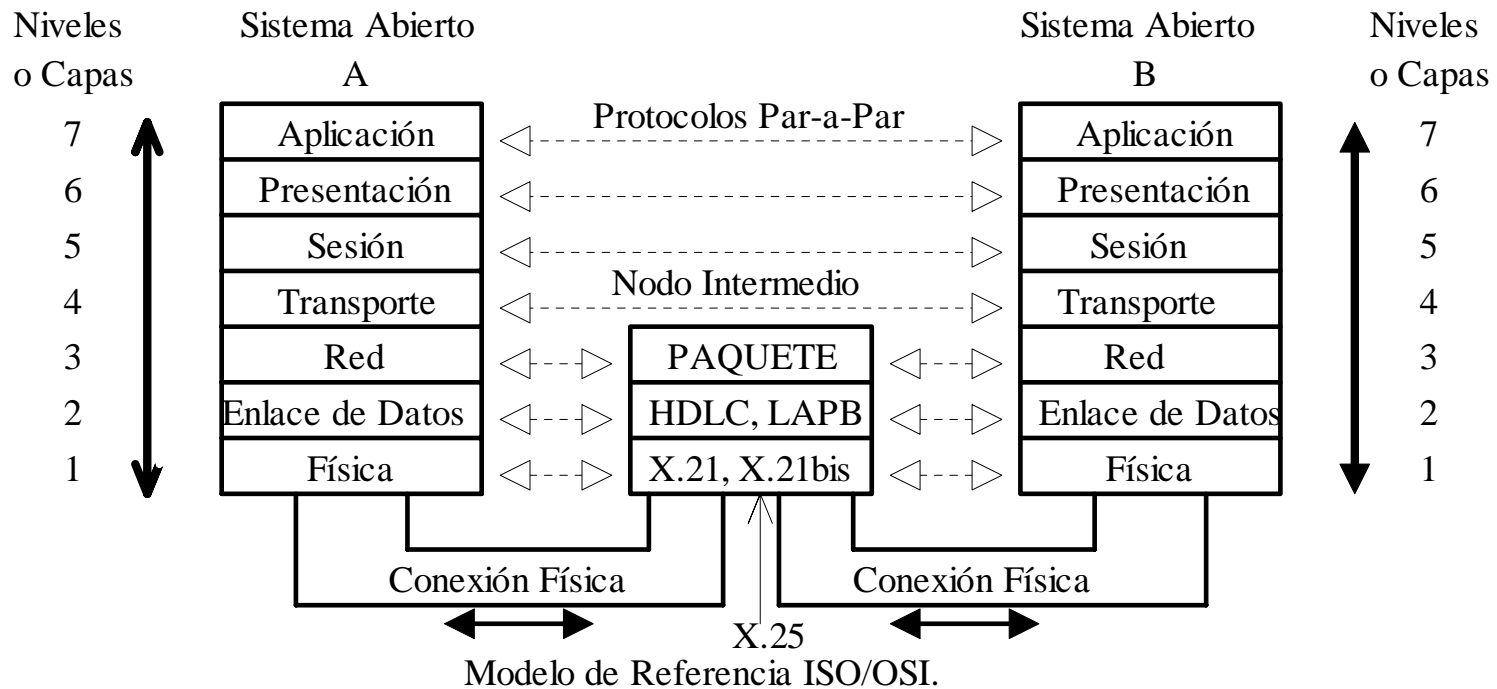 Niveles Sistema Abierto Sistema Abierto Niveles
o Capas A B o Capas
7 Aplicación Protocolos Par-a-Par Aplicación 7
6 Presentación Presentación 6
5 Sesión Sesión 5
Nodo Intermedio
4 Transporte Transporte 4
3 Red PAQUETE Red 3
2 Enlace de Datos HDLC, LAPB Enlace de Datos 2
1 Física X.21, X.21bis Física 1
Conexión Física Conexión Física
X.25
Modelo de Referencia ISO/OSI.